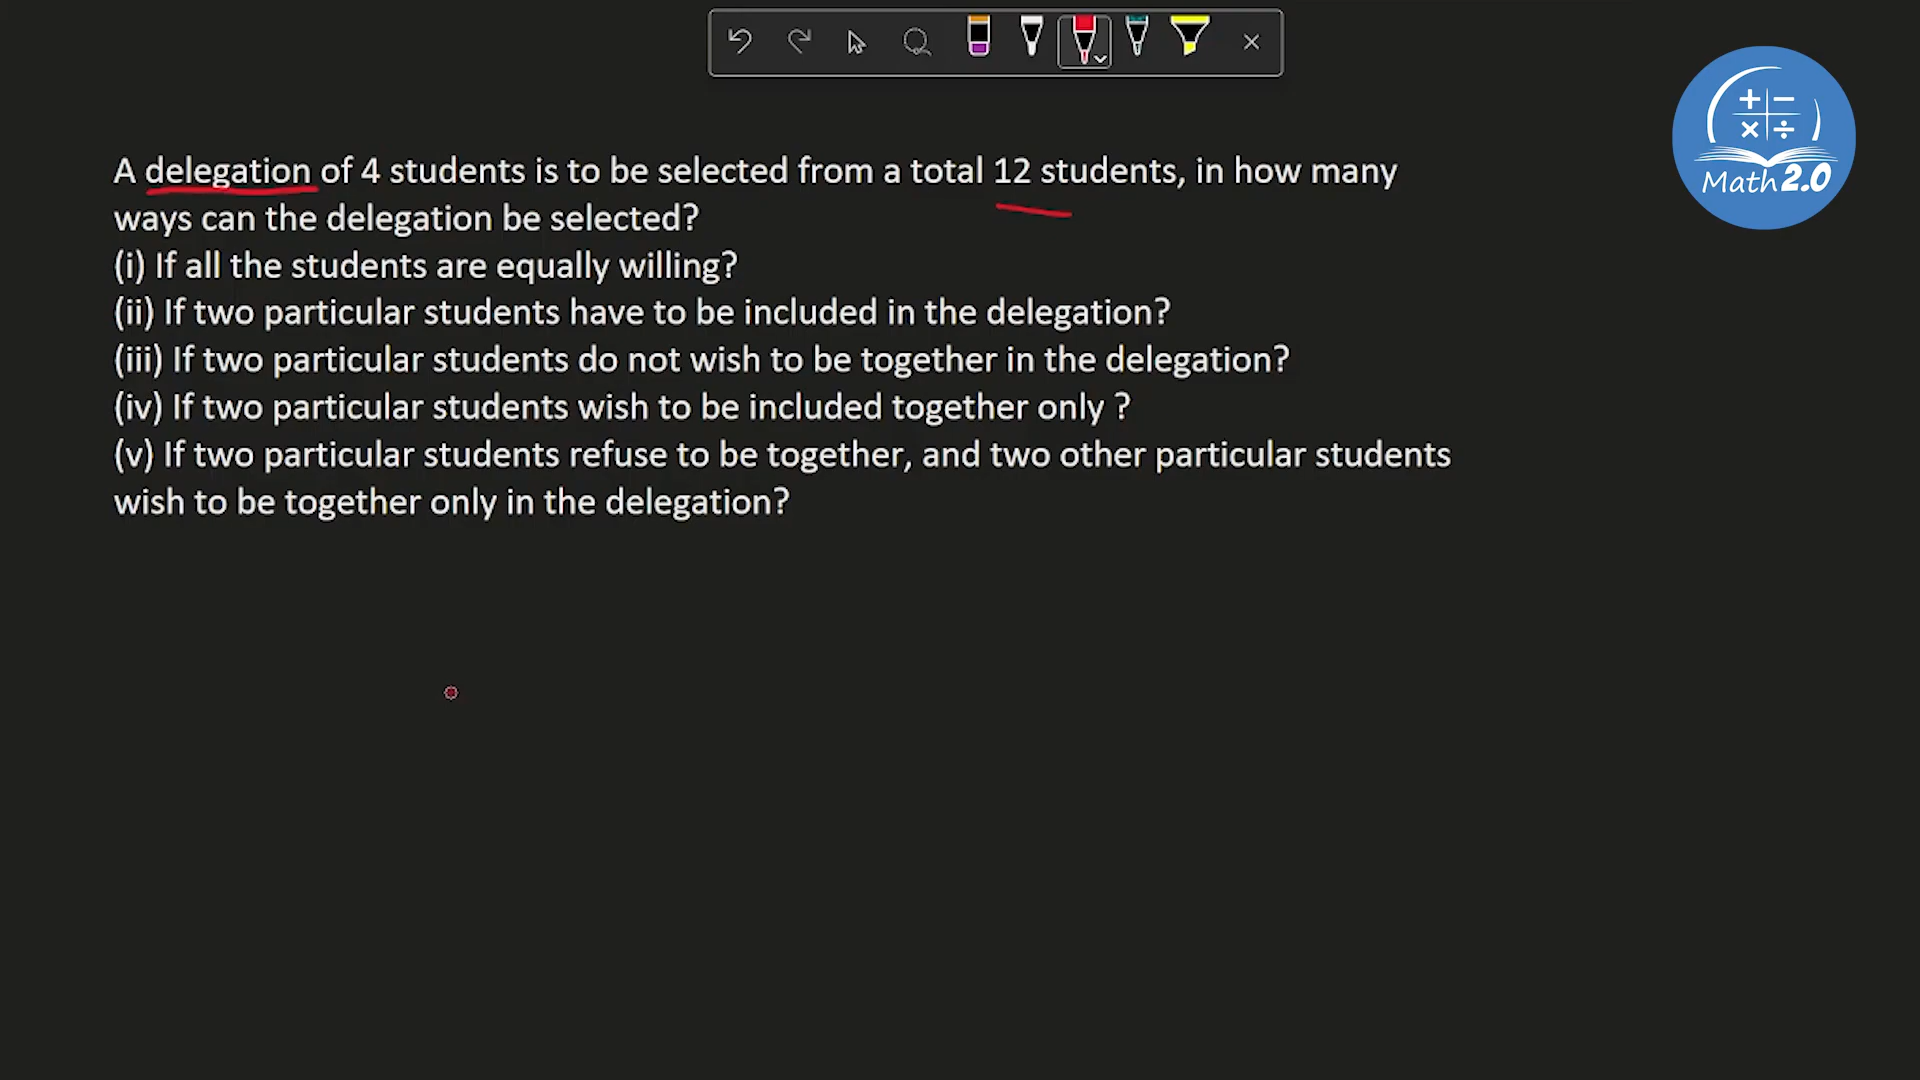 A delegation of 4 students is to be selected from a total 12 students, in how many
ways can the delegation be selected?
(i) If all the students are equally willing?
(ii) If two particular students have to be included in the delegation?
(iii) If two particular students do not wish to be together in the delegation?
(iv) If two particular students wish to be included together only ?
(v) If two particular students refuse to be together, and two other particular students
wish to be together only in the delegation?
+ −
× ÷
Math 2.0